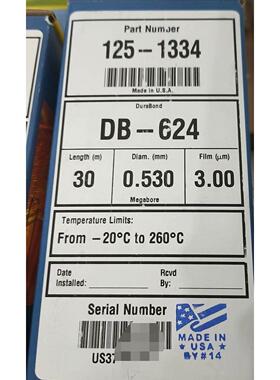 Part Number
125-1334
Made in U.S.A.
DuraBond
DB-624
Length (m) Diam. (mm) Film (μm)
30 0.530 3.00
Megabore
Temperature Limits:
From -20°C to 260°C
Date Installed: Rcvd By:
Serial Number
US37
MADE IN
USA
BY#14